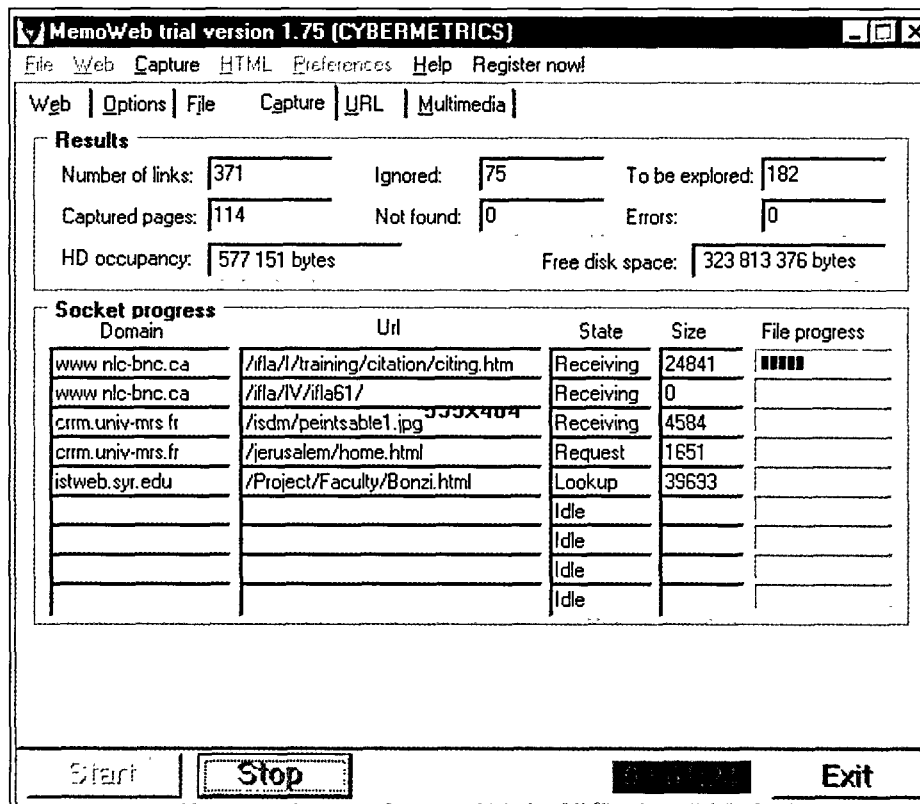 MemoWeb trial version 1.75 (CYBERMETRICS)
File Web Capture HTML Preferences Help Register now!
Web Options File Capture URL Multimedia
Results
Number of links: 371 Ignored: 75 To be explored: 182
Captured pages: 114 Not found: 0 Errors: 0
HD occupancy: 577 151 bytes Free disk space: 323 813 376 bytes
Socket progress
Domain Url State Size File progress
www nlc-bnc.ca /ifla/I/training/citation/citing.htm Receiving 24841
www nlc-bnc.ca /ifla/IV/ifla61/ Receiving 0
crrm.univ-mrs fr /isdm/peintsable1.jpg Receiving 4584
crrm.univ-mrs.fr /jerusalem/home.html Request 1651
istweb.syr.edu /Project/Faculty/Bonzi.html Lookup 39693
Idle
Idle
Idle
Idle
Start Stop Exit